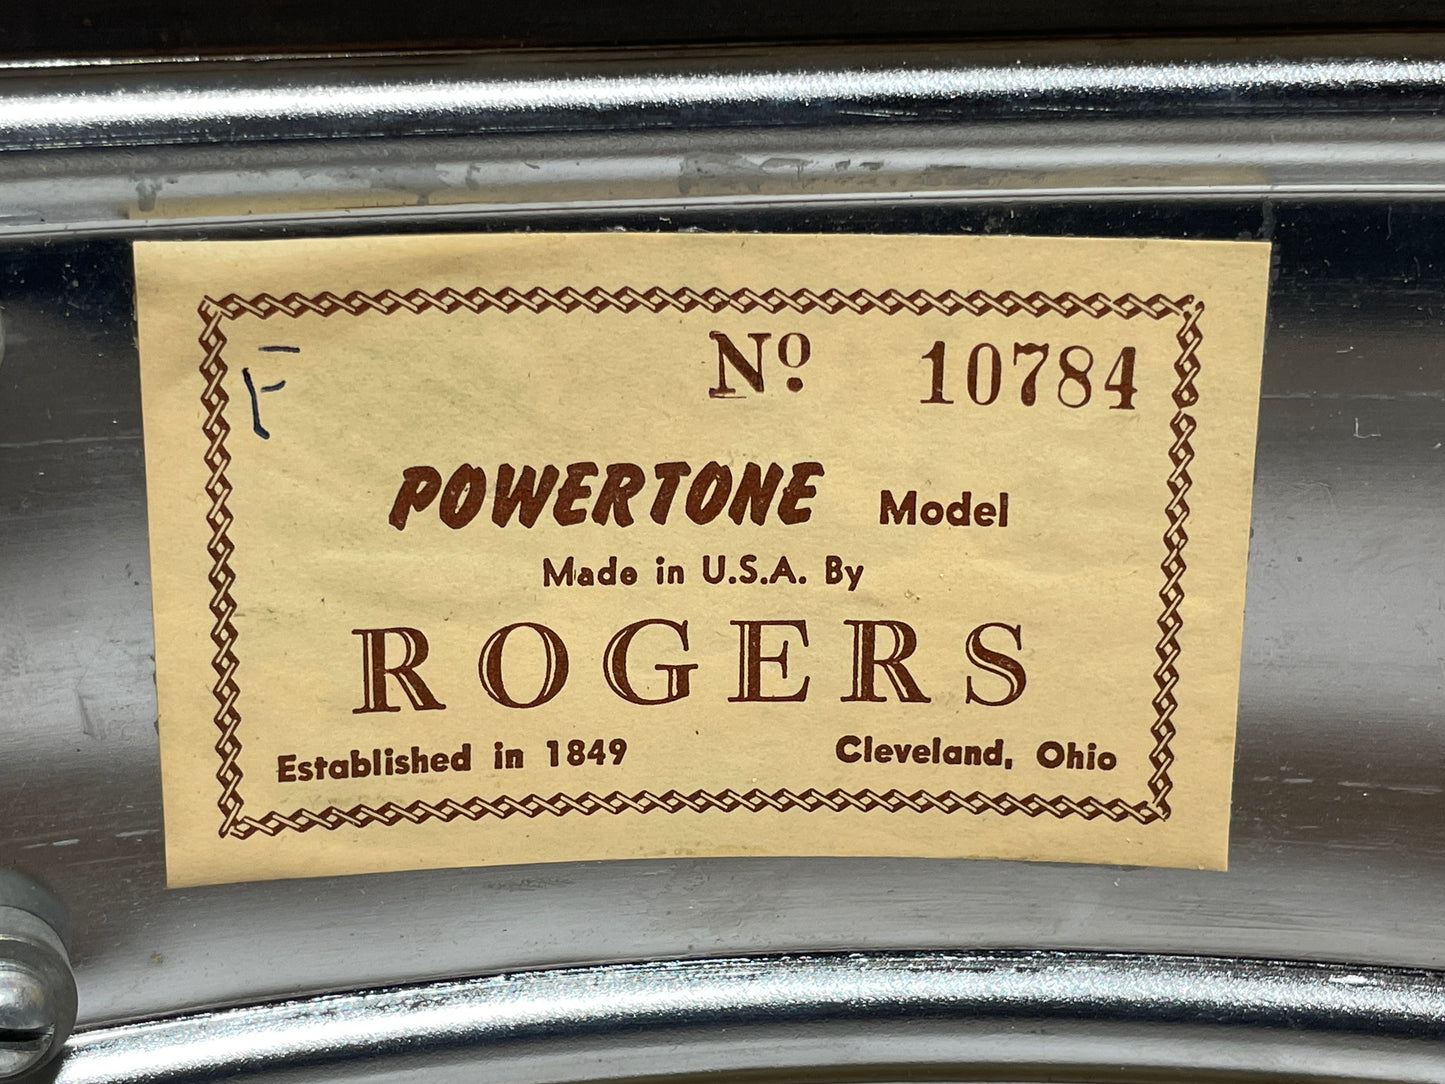 Nº 10784
F
POWERTONE Model
Made in U.S.A. By
ROGERS
Established in 1849 Cleveland, Ohio